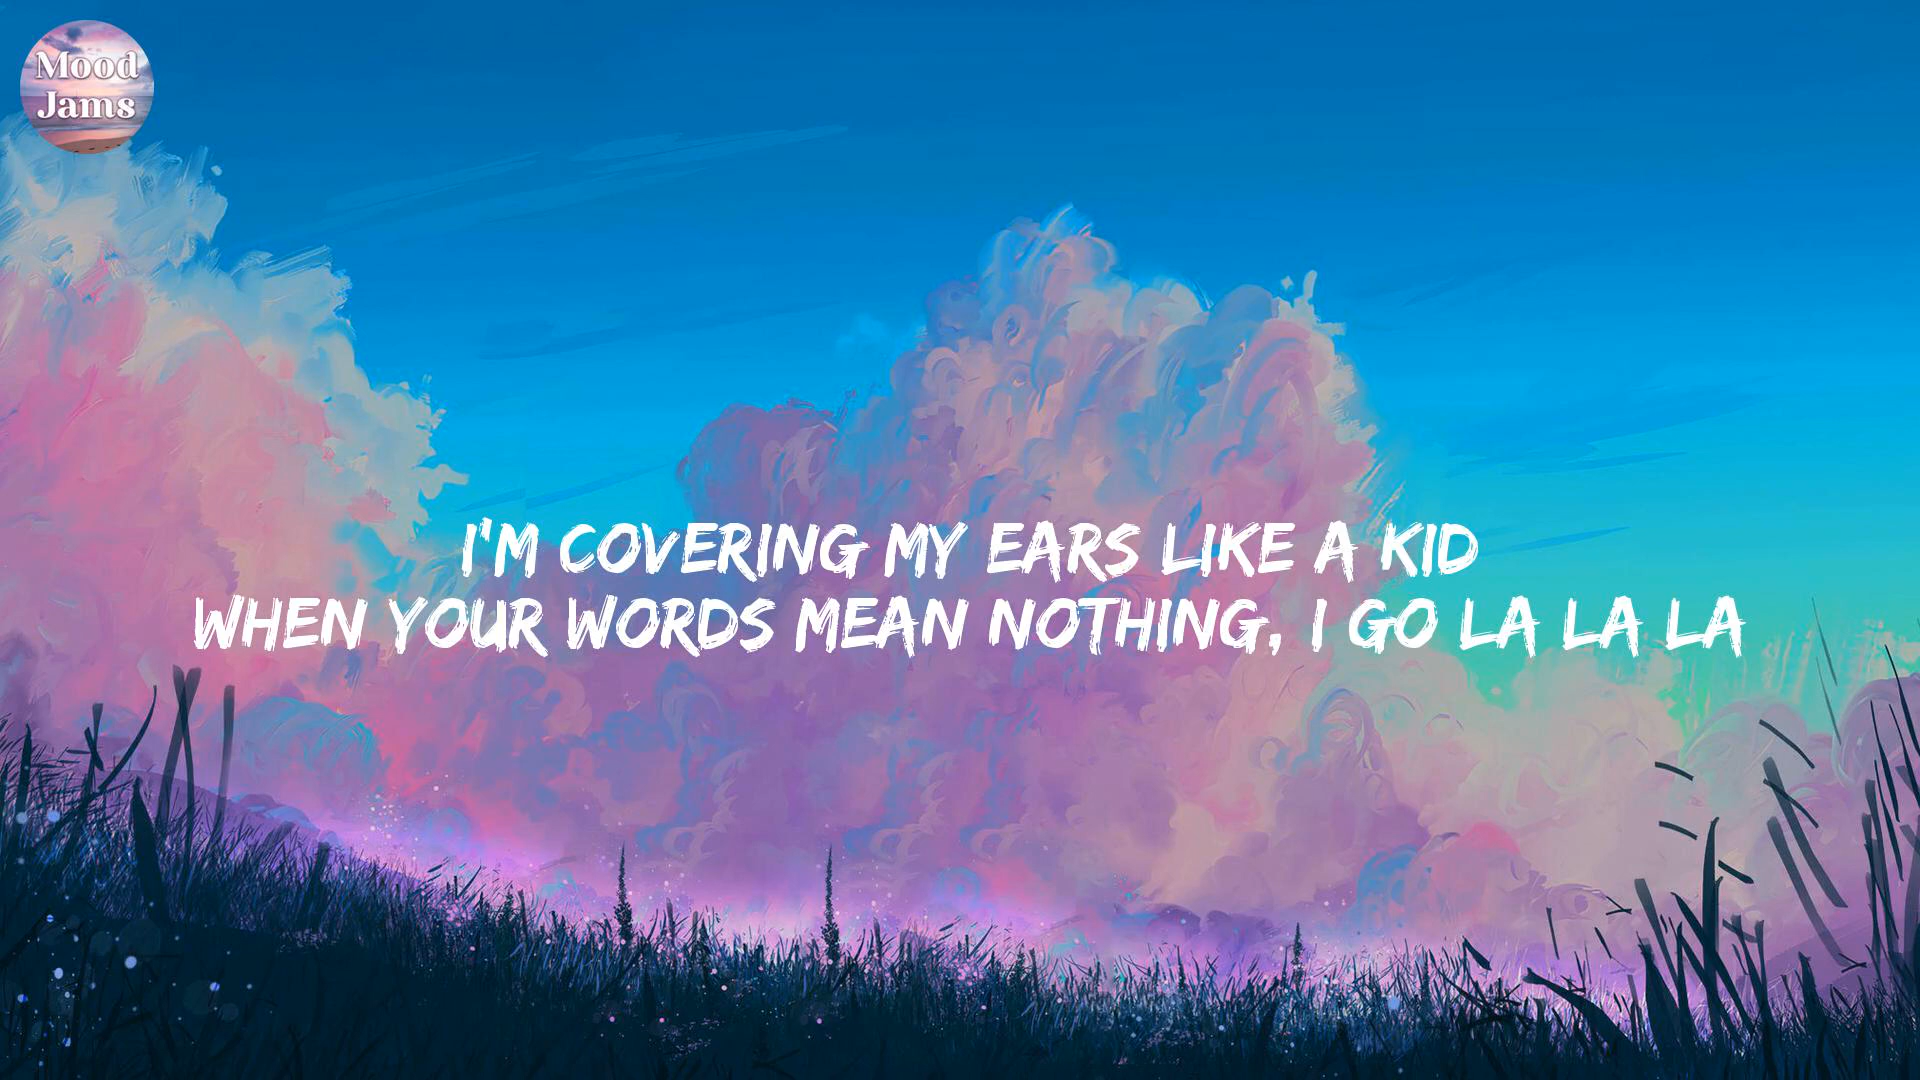 Mood
Jams
I'M COVERING MY EARS LIKE A KID
WHEN YOUR WORDS MEAN NOTHING, I GO LA LA LA